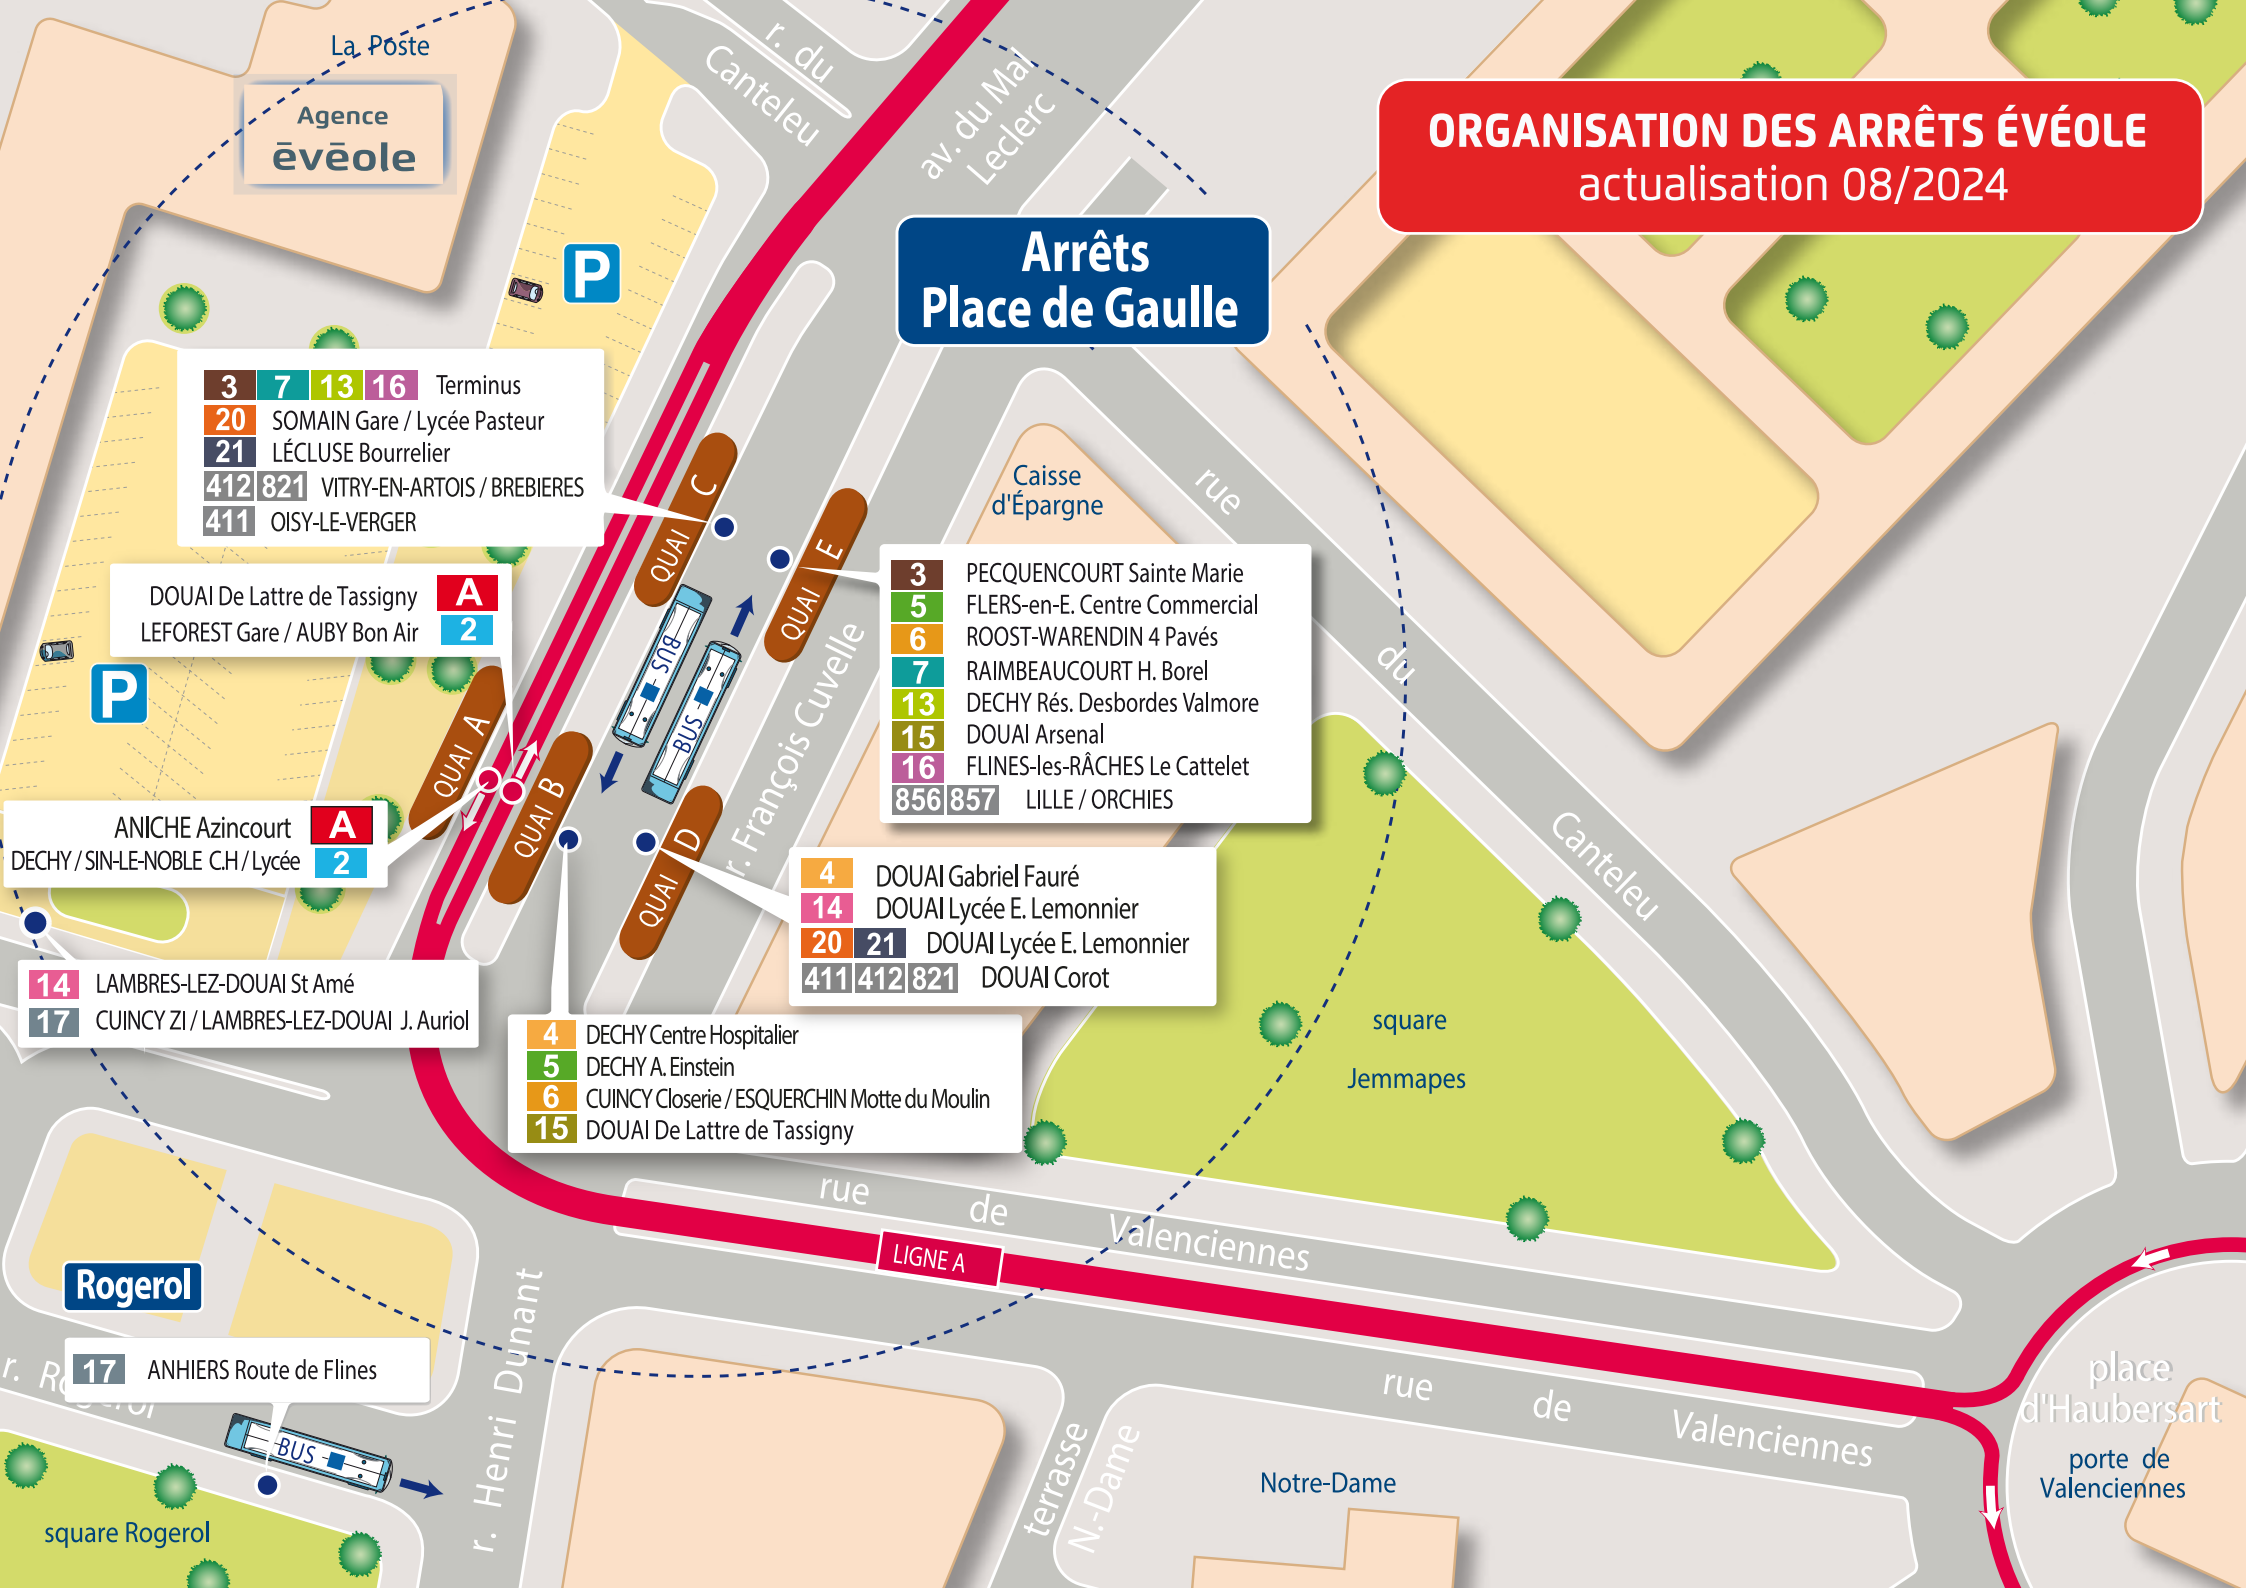 La Poste
Agence
ēvēole
r. du
Canteleu
av. du Mal
Leclerc
ORGANISATION DES ARRÊTS ÉVÉOLE
actualisation 08/2024
Arrêts
Place de Gaulle
P
3 7 13 16 Terminus
20 SOMAIN Gare / Lycée Pasteur
21 LÉCLUSE Bourrelier
412 821 VITRY-EN-ARTOIS / BREBIERES
411 OISY-LE-VERGER
QUAI C
QUAI E
Caisse
d'Épargne
rue
du
Canteleu
DOUAI De Lattre de Tassigny A
LEFOREST Gare / AUBY Bon Air 2
P
BUS
BUS
r. François Cuvelle
3 PECQUENCOURT Sainte Marie
5 FLERS-en-E. Centre Commercial
6 ROOST-WARENDIN 4 Pavés
7 RAIMBEAUCOURT H. Borel
13 DECHY Rés. Desbordes Valmore
15 DOUAI Arsenal
16 FLINES-les-RÂCHES Le Cattelet
856 857 LILLE / ORCHIES
QUAI A
QUAI B
QUAI D
ANICHE Azincourt A
DECHY / SIN-LE-NOBLE C.H / Lycée 2
4 DOUAI Gabriel Fauré
14 DOUAI Lycée E. Lemonnier
20 21 DOUAI Lycée E. Lemonnier
411 412 821 DOUAI Corot
14 LAMBRES-LEZ-DOUAI St Amé
17 CUINCY ZI / LAMBRES-LEZ-DOUAI J. Auriol
4 DECHY Centre Hospitalier
5 DECHY A. Einstein
6 CUINCY Closerie / ESQUERCHIN Motte du Moulin
15 DOUAI De Lattre de Tassigny
square
Jemmapes
rue de Valenciennes
LIGNE A
Rogerol
17 ANHIERS Route de Flines
r. Rogerol
BUS
square Rogerol
r. Henri Dunant
rue de Valenciennes
terrasse
N.-Dame
Notre-Dame
place
d'Haubersart
porte de
Valenciennes